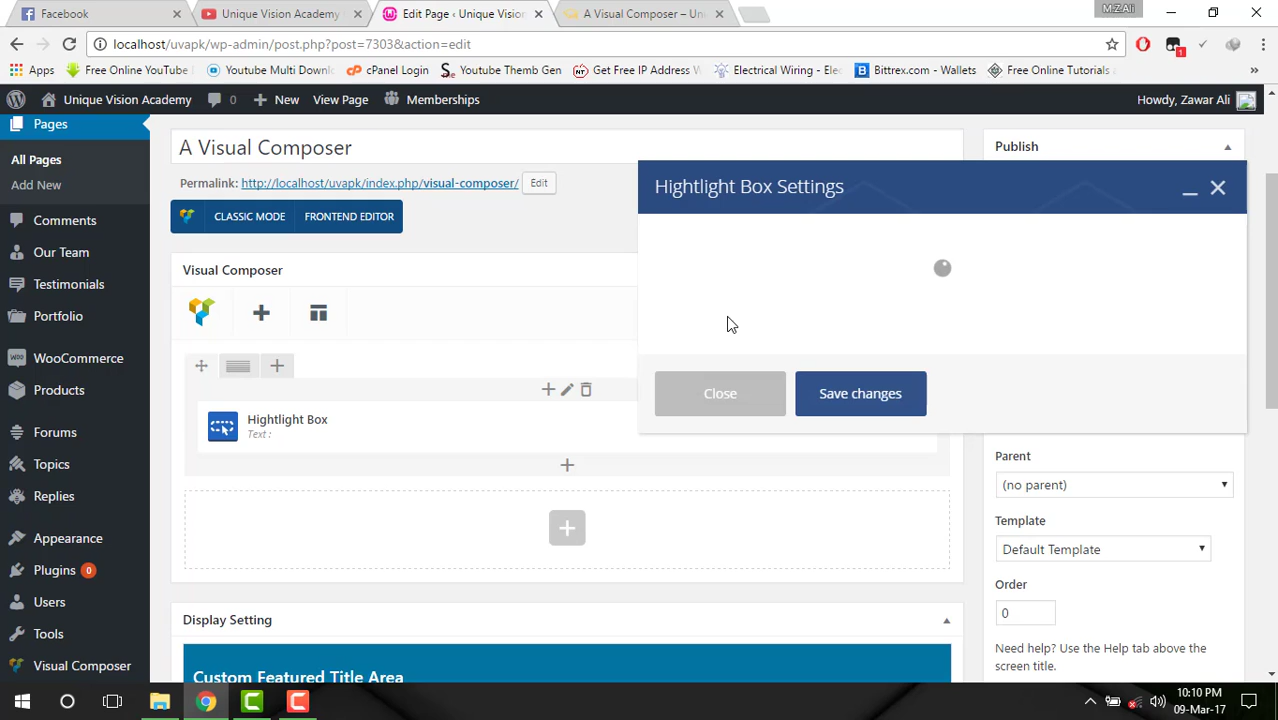 Facebook
Unique Vision Academy
Edit Page ‹ Unique Vision
A Visual Composer – Un
M.Z.Ali
localhost/uvapk/wp-admin/post.php?post=7303&action=edit
1
Apps
Free Online YouTube
Youtube Multi Down
cPanel Login
Youtube Themb Gen
Get Free IP Address
Electrical Wiring - Ele
Bittrex.com - Wallets
Free Online Tutorials
»
Unique Vision Academy
0
New
View Page
Memberships
Howdy, Zawar Ali
Pages
All Pages
Add New
Comments
Our Team
Testimonials
Portfolio
WooCommerce
Products
Forums
Topics
Replies
Appearance
Plugins 0
Users
Tools
Visual Composer
A Visual Composer
Permalink: http://localhost/uvapk/index.php/visual-composer/ Edit
CLASSIC MODE
FRONTEND EDITOR
Visual Composer
Hightlight Box
Text :
Display Setting
Custom Featured Title Area
Hightlight Box Settings
Close
Save changes
Publish
Parent
(no parent)
Template
Default Template
Order
0
Need help? Use the Help tab above the
screen title.
10:10 PM
09-Mar-17